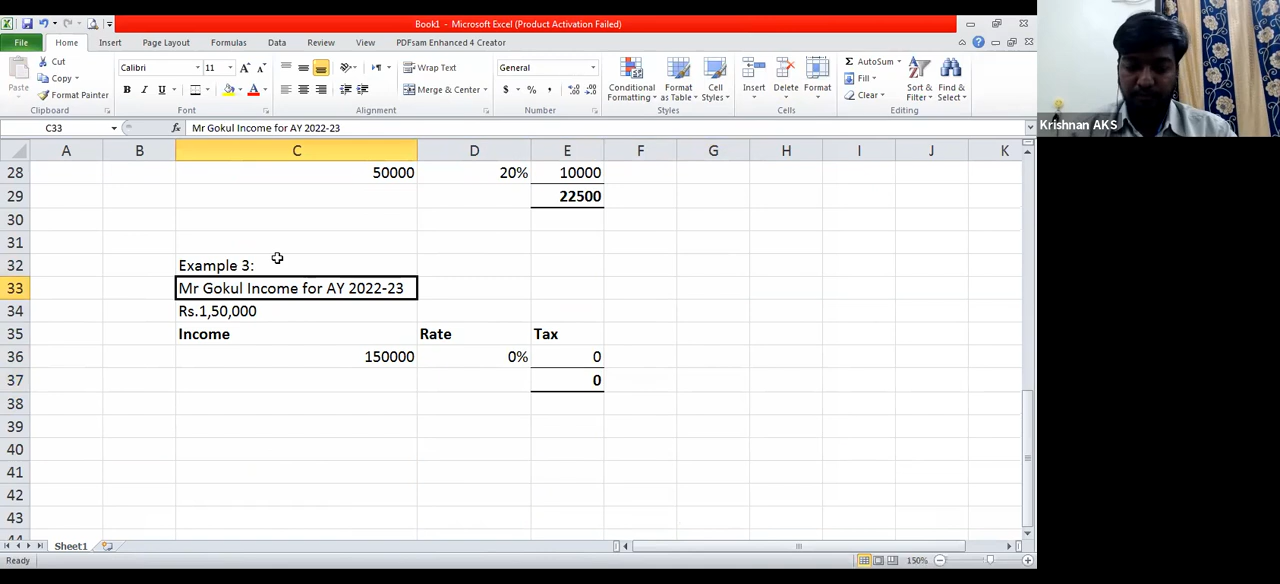 Book1 - Microsoft Excel (Product Activation Failed)
File Home Insert Page Layout Formulas Data Review View PDFsam Enhanced 4 Creator
Cut
Copy
Format Painter
Paste
Clipboard
Calibri 11
B I U
Font
Wrap Text
Merge & Center
Alignment
General
$ % ,
Number
Conditional Formatting
Format as Table
Cell Styles
Styles
Insert Delete Format
Cells
AutoSum
Fill
Clear
Sort & Filter
Find & Select
Editing
Krishnan AKS
C33 fx Mr Gokul Income for AY 2022-23
A B C D E F G H I J K
28 50000 20% 10000
29 22500
30
31
32 Example 3:
33 Mr Gokul Income for AY 2022-23
34 Rs.1,50,000
35 Income Rate Tax
36 150000 0% 0
37 0
38
39
40
41
42
43
44
Sheet1
Ready 150%